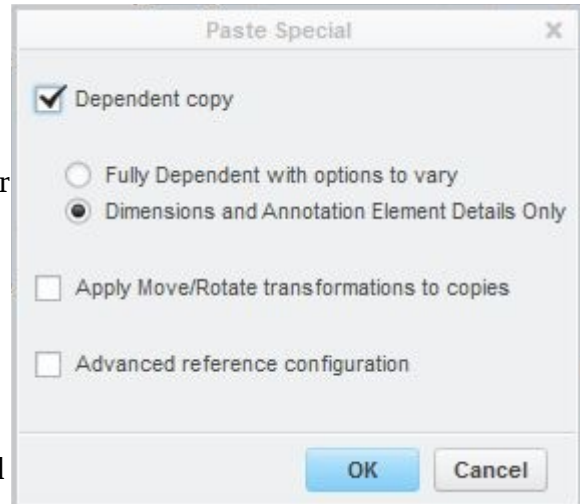 Paste Special
Dependent copy
r
Fully Dependent with options to vary
Dimensions and Annotation Element Details Only
Apply Move/Rotate transformations to copies
Advanced reference configuration
OK Cancel